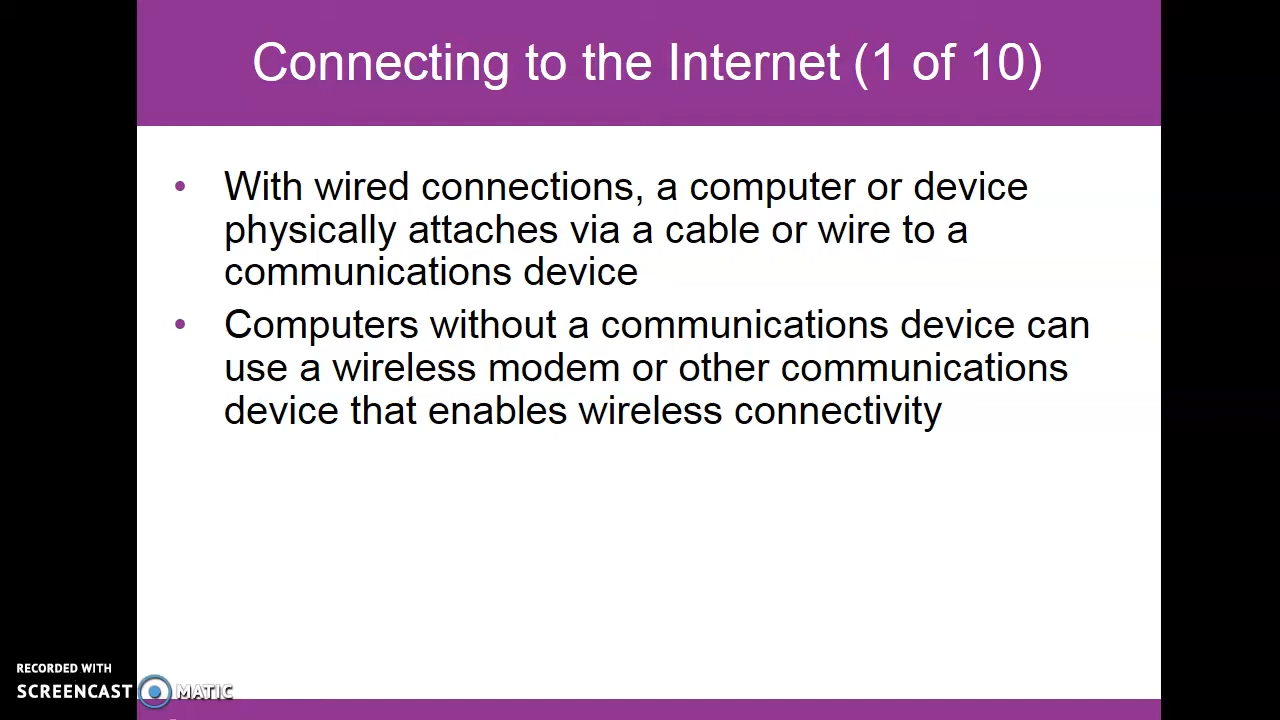 Connecting to the Internet (1 of 10)
• With wired connections, a computer or device
physically attaches via a cable or wire to a
communications device
• Computers without a communications device can
use a wireless modem or other communications
device that enables wireless connectivity
RECORDED WITH
SCREENCAST MATIC